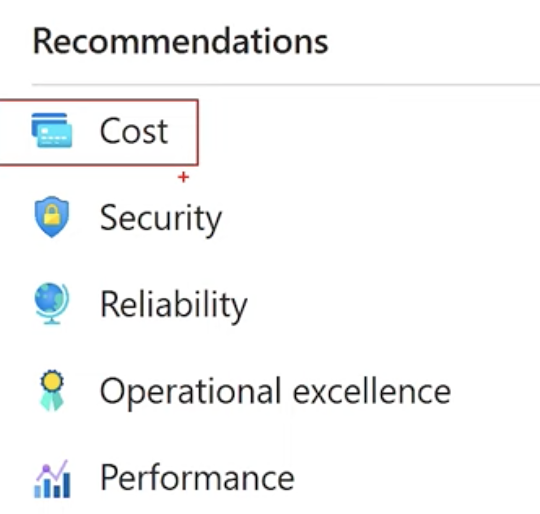 Recommendations
Cost
Security
Reliability
Operational excellence
Performance